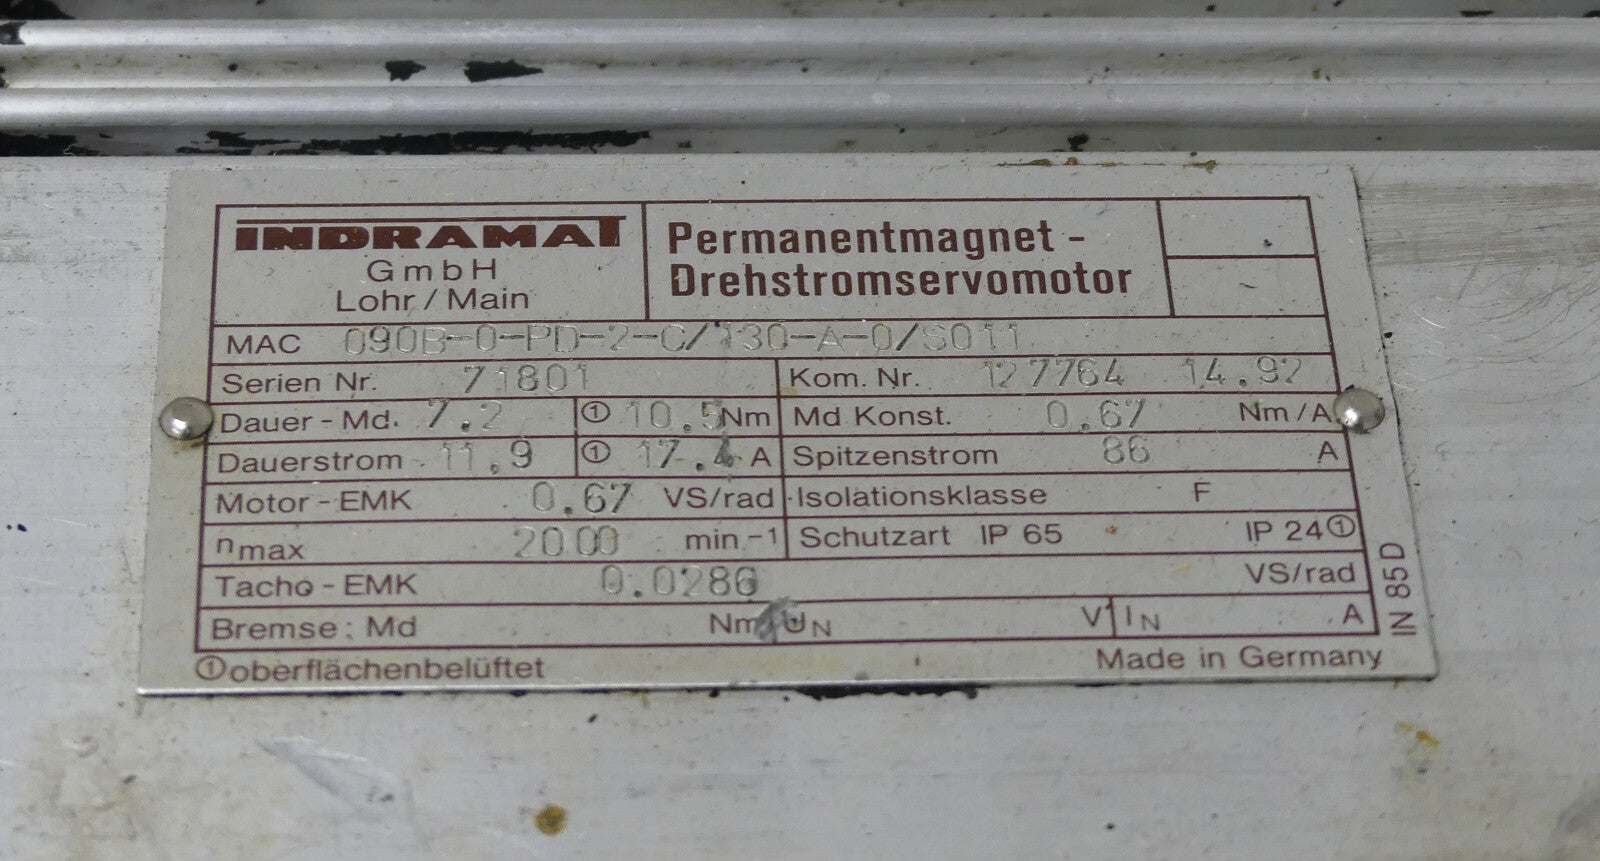 INDRAMAT
GmbH
Lohr / Main
Permanentmagnet -
Drehstromservomotor
MAC 090B-0-PD-2-C/130-A-0/S011
Serien Nr. 71801 Kom. Nr. 127764 14.92
Dauer - Md. 7.2 ① 10.5 Nm Md Konst. 0.67 Nm/A
Dauerstrom 11.9 ① 17.4 A Spitzenstrom 86 A
Motor - EMK 0.67 VS/rad Isolationsklasse F
nmax 2000 min-1 Schutzart IP 65 IP 24①
Tacho - EMK 0.0286 VS/rad
Bremse: Md Nm UN V IN A
①oberflächenbelüftet Made in Germany
IN 85 D